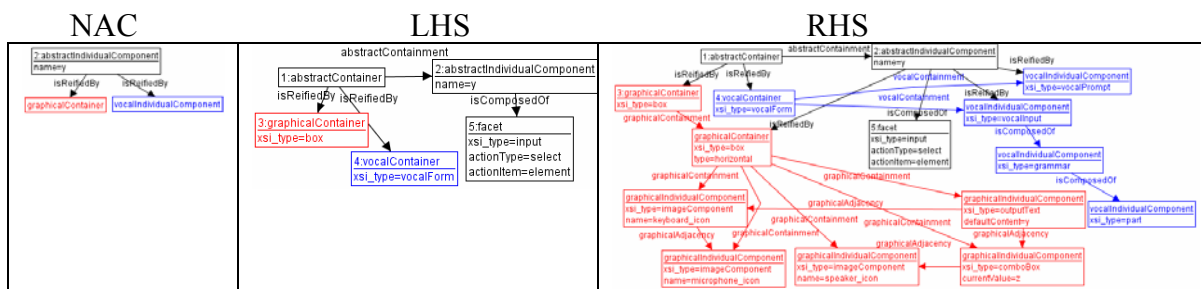 NAC
LHS
RHS
2:abstractIndividualComponent
name=y
isReifiedBy
isReifiedBy
graphicalContainer
vocalIndividualComponent
abstractContainment
1:abstractContainer
2:abstractIndividualComponent
name=y
isReifiedBy
isReifiedBy
isComposedOf
3:graphicalContainer
xsi_type=box
4:vocalContainer
xsi_type=vocalForm
5:facet
xsi_type=input
actionType=select
actionItem=element
1:abstractContainer
abstractContainment
2:abstractIndividualComponent
name=y
isReifiedBy
isReifiedBy
isReifiedBy
vocalIndividualComponent
xsi_type=vocalPrompt
3:graphicalContainer
xsi_type=box
4:vocalContainer
xsi_type=vocalForm
vocalContainment
vocalContainment
isReifiedBy
vocalIndividualComponent
xsi_type=vocalInput
graphicalContainment
isComposedOf
isReifiedBy
5:facet
xsi_type=input
actionType=select
actionItem=element
isComposedOf
graphicalContainer
xsi_type=box
type=horizontal
vocalIndividualComponent
xsi_type=grammar
isComposedOf
graphicalContainment
graphicalContainment
graphicalIndividualComponent
xsi_type=imageComponent
name=keyboard_icon
graphicalAdjacency
graphicalIndividualComponent
xsi_type=outputText
defaultContent=y
vocalIndividualComponent
xsi_type=part
graphicalContainment
graphicalContainment
graphicalContainment
graphicalAdjacency
graphicalAdjacency
graphicalAdjacency
graphicalIndividualComponent
xsi_type=imageComponent
name=microphone_icon
graphicalIndividualComponent
xsi_type=imageComponent
name=speaker_icon
graphicalIndividualComponent
xsi_type=comboBox
currentValue=z